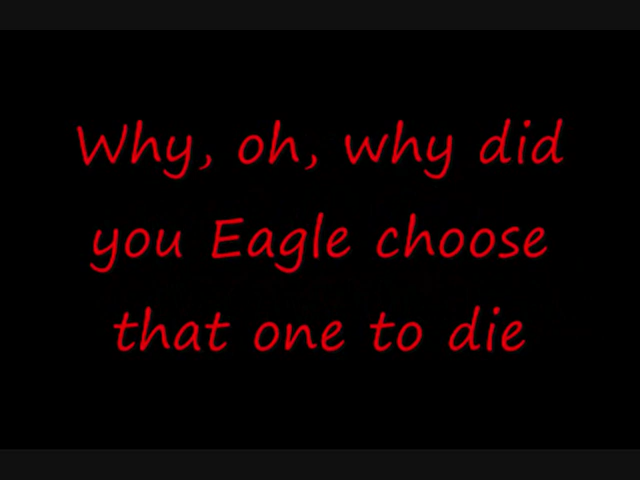 Why, oh, why did
you Eagle choose
that one to die